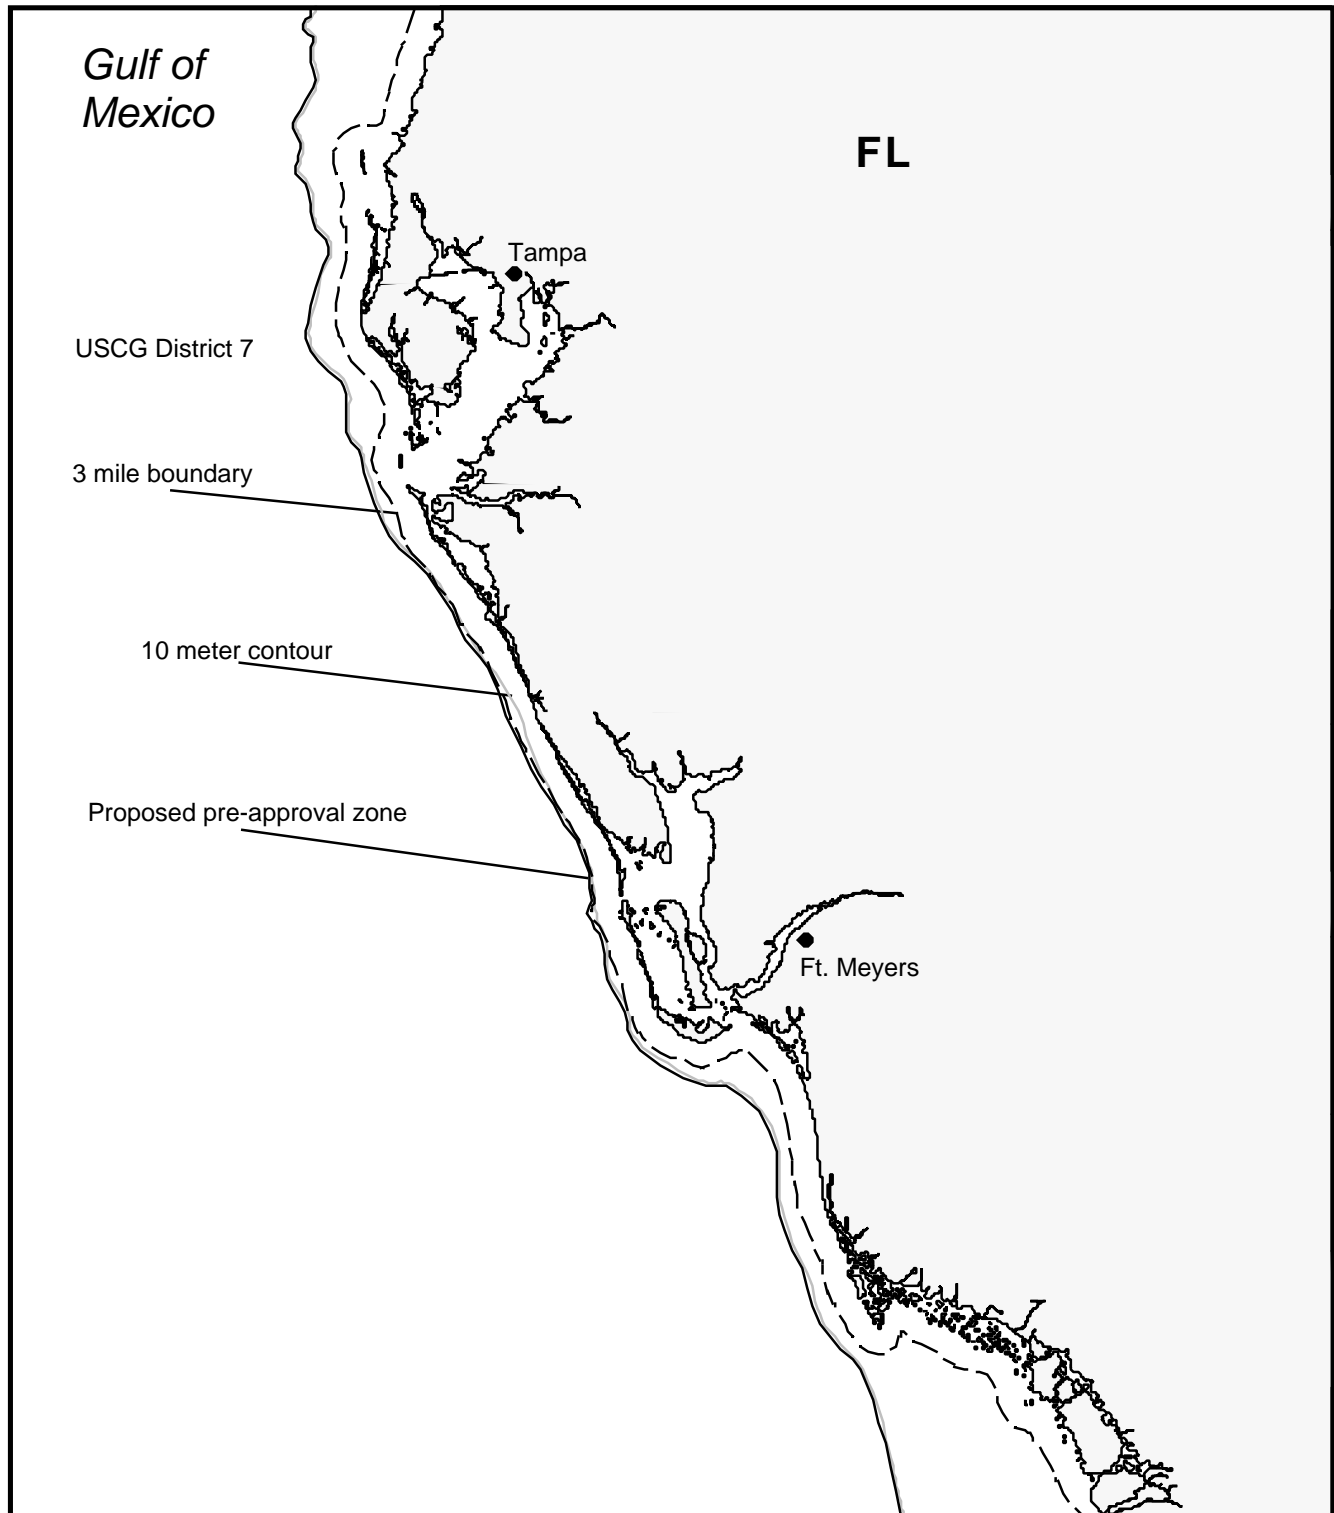 Gulf of
Mexico
FL
Tampa
USCG District 7
3 mile boundary
10 meter contour
Proposed pre-approval zone
Ft. Meyers